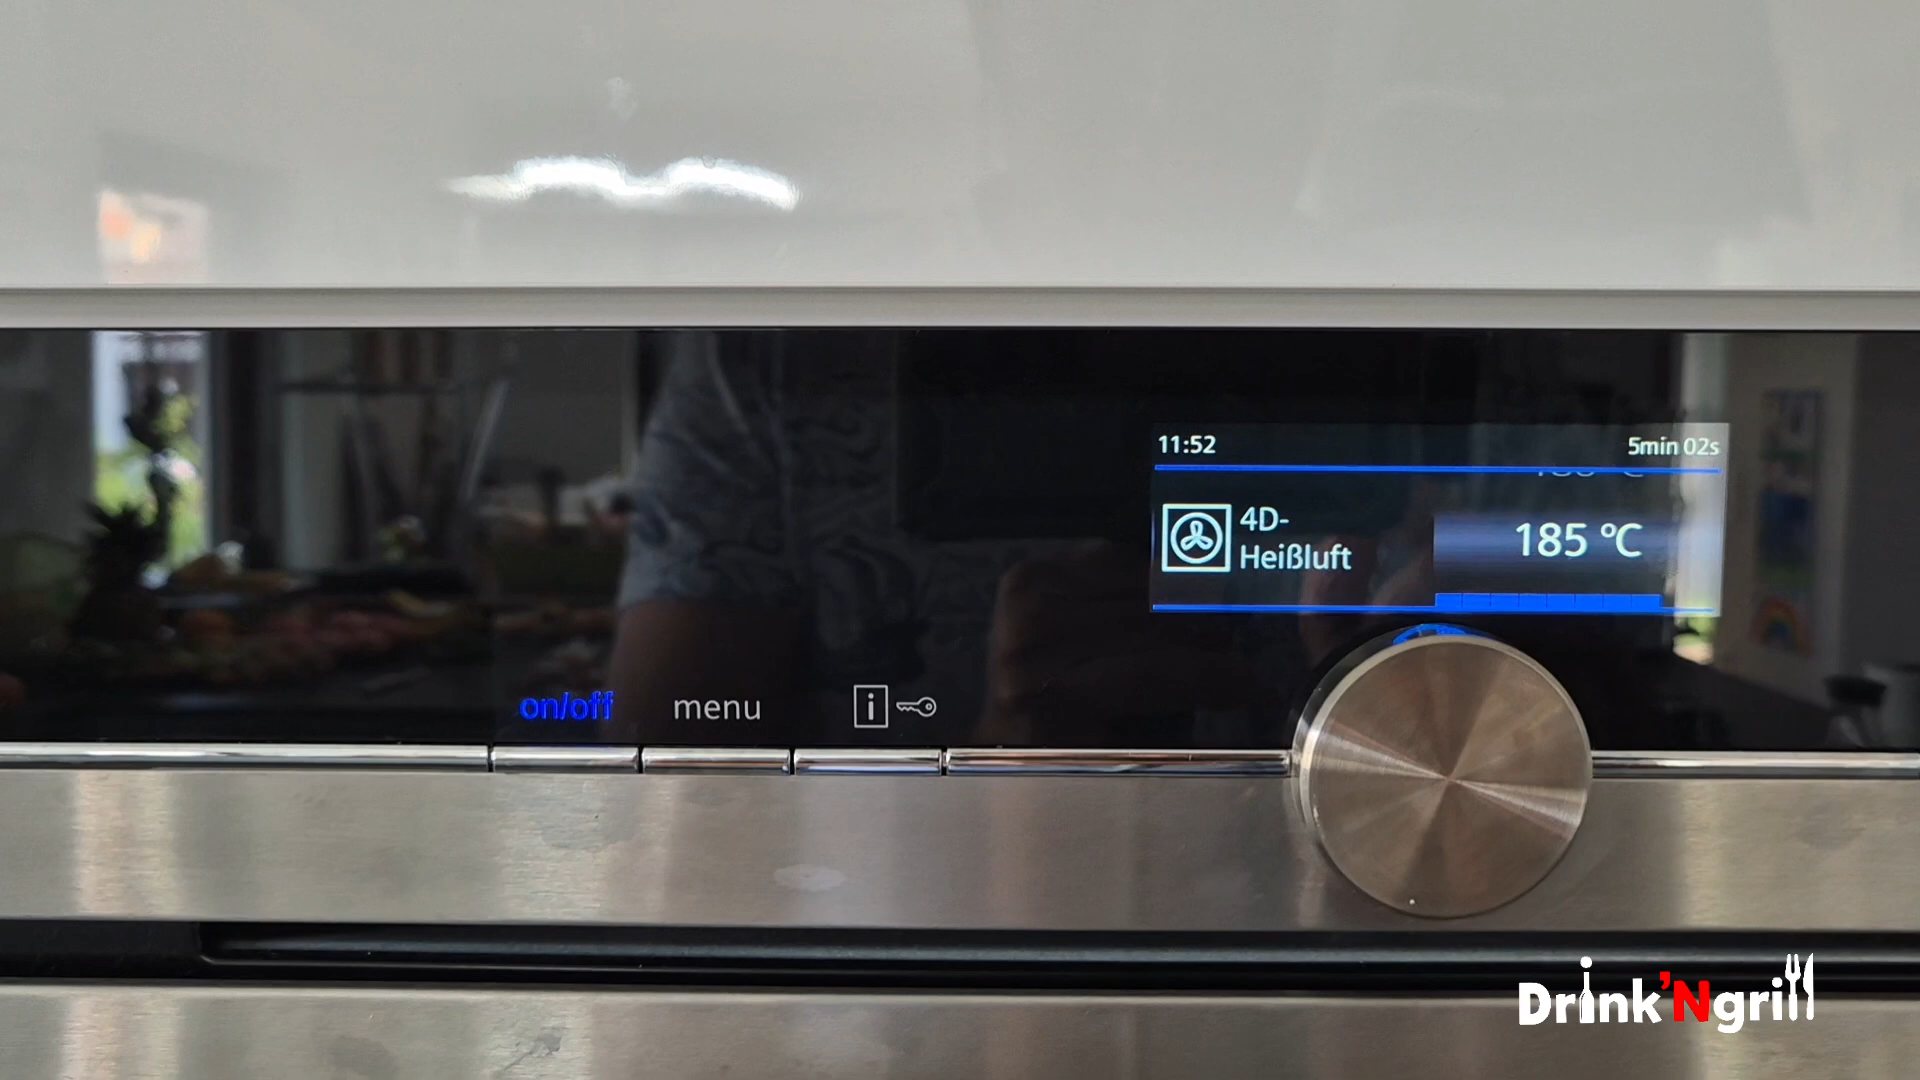 11:52 5min 02s
4D-
Heißluft
185 °C
on/off menu i
Drink'Ngrill